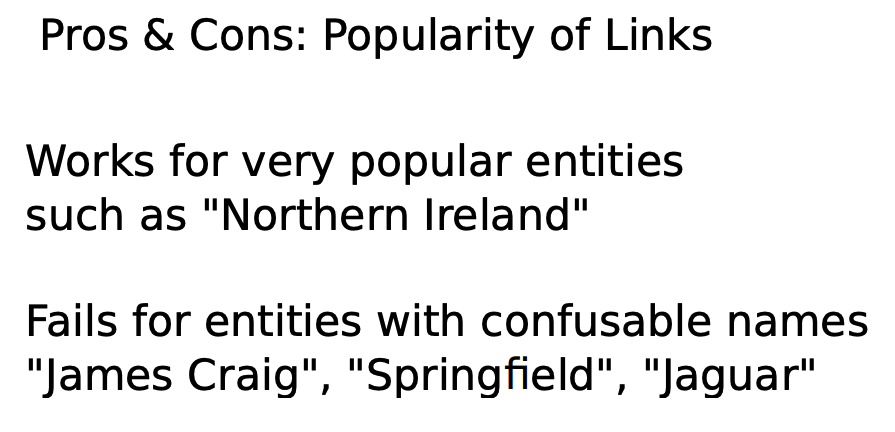 Pros & Cons: Popularity of Links
Works for very popular entities
such as "Northern Ireland"
Fails for entities with confusable names
"James Craig", "Springfield", "Jaguar"